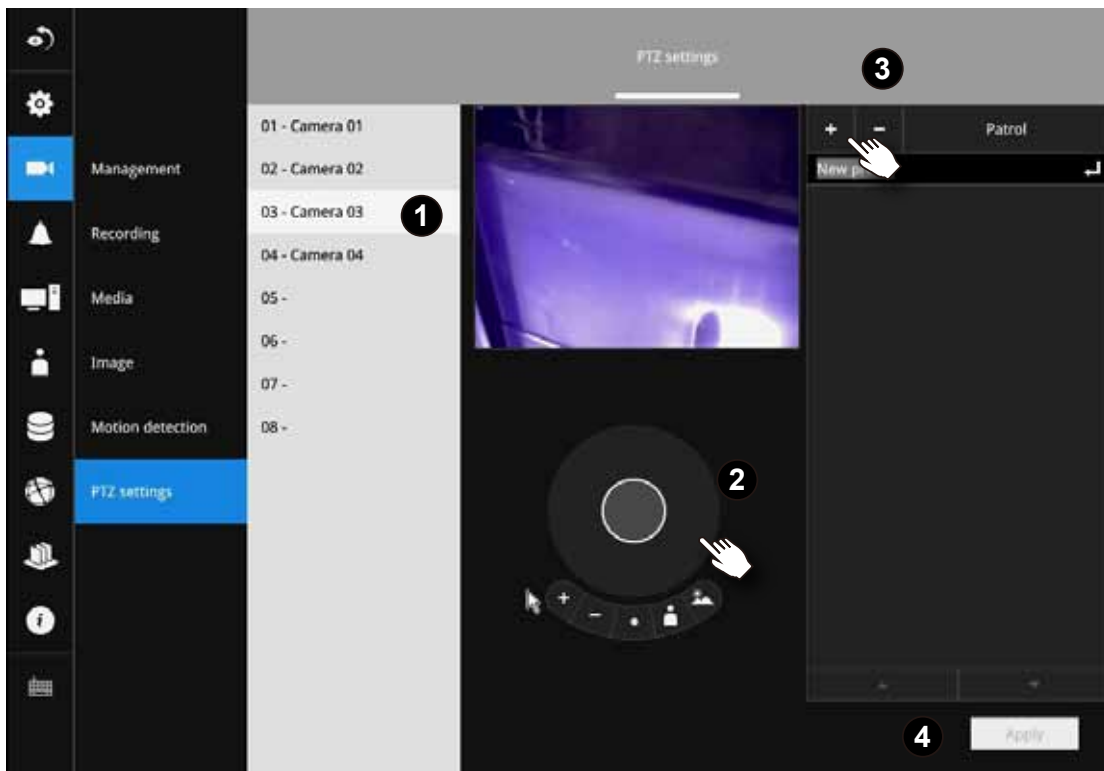 PTZ settings
3
01 - Camera 01
+
-
Patrol
Management
02 - Camera 02
New p
03 - Camera 03
1
Recording
04 - Camera 04
Media
05 -
06 -
Image
07 -
Motion detection
08 -
2
PTZ settings
+
-
i
4
Apply